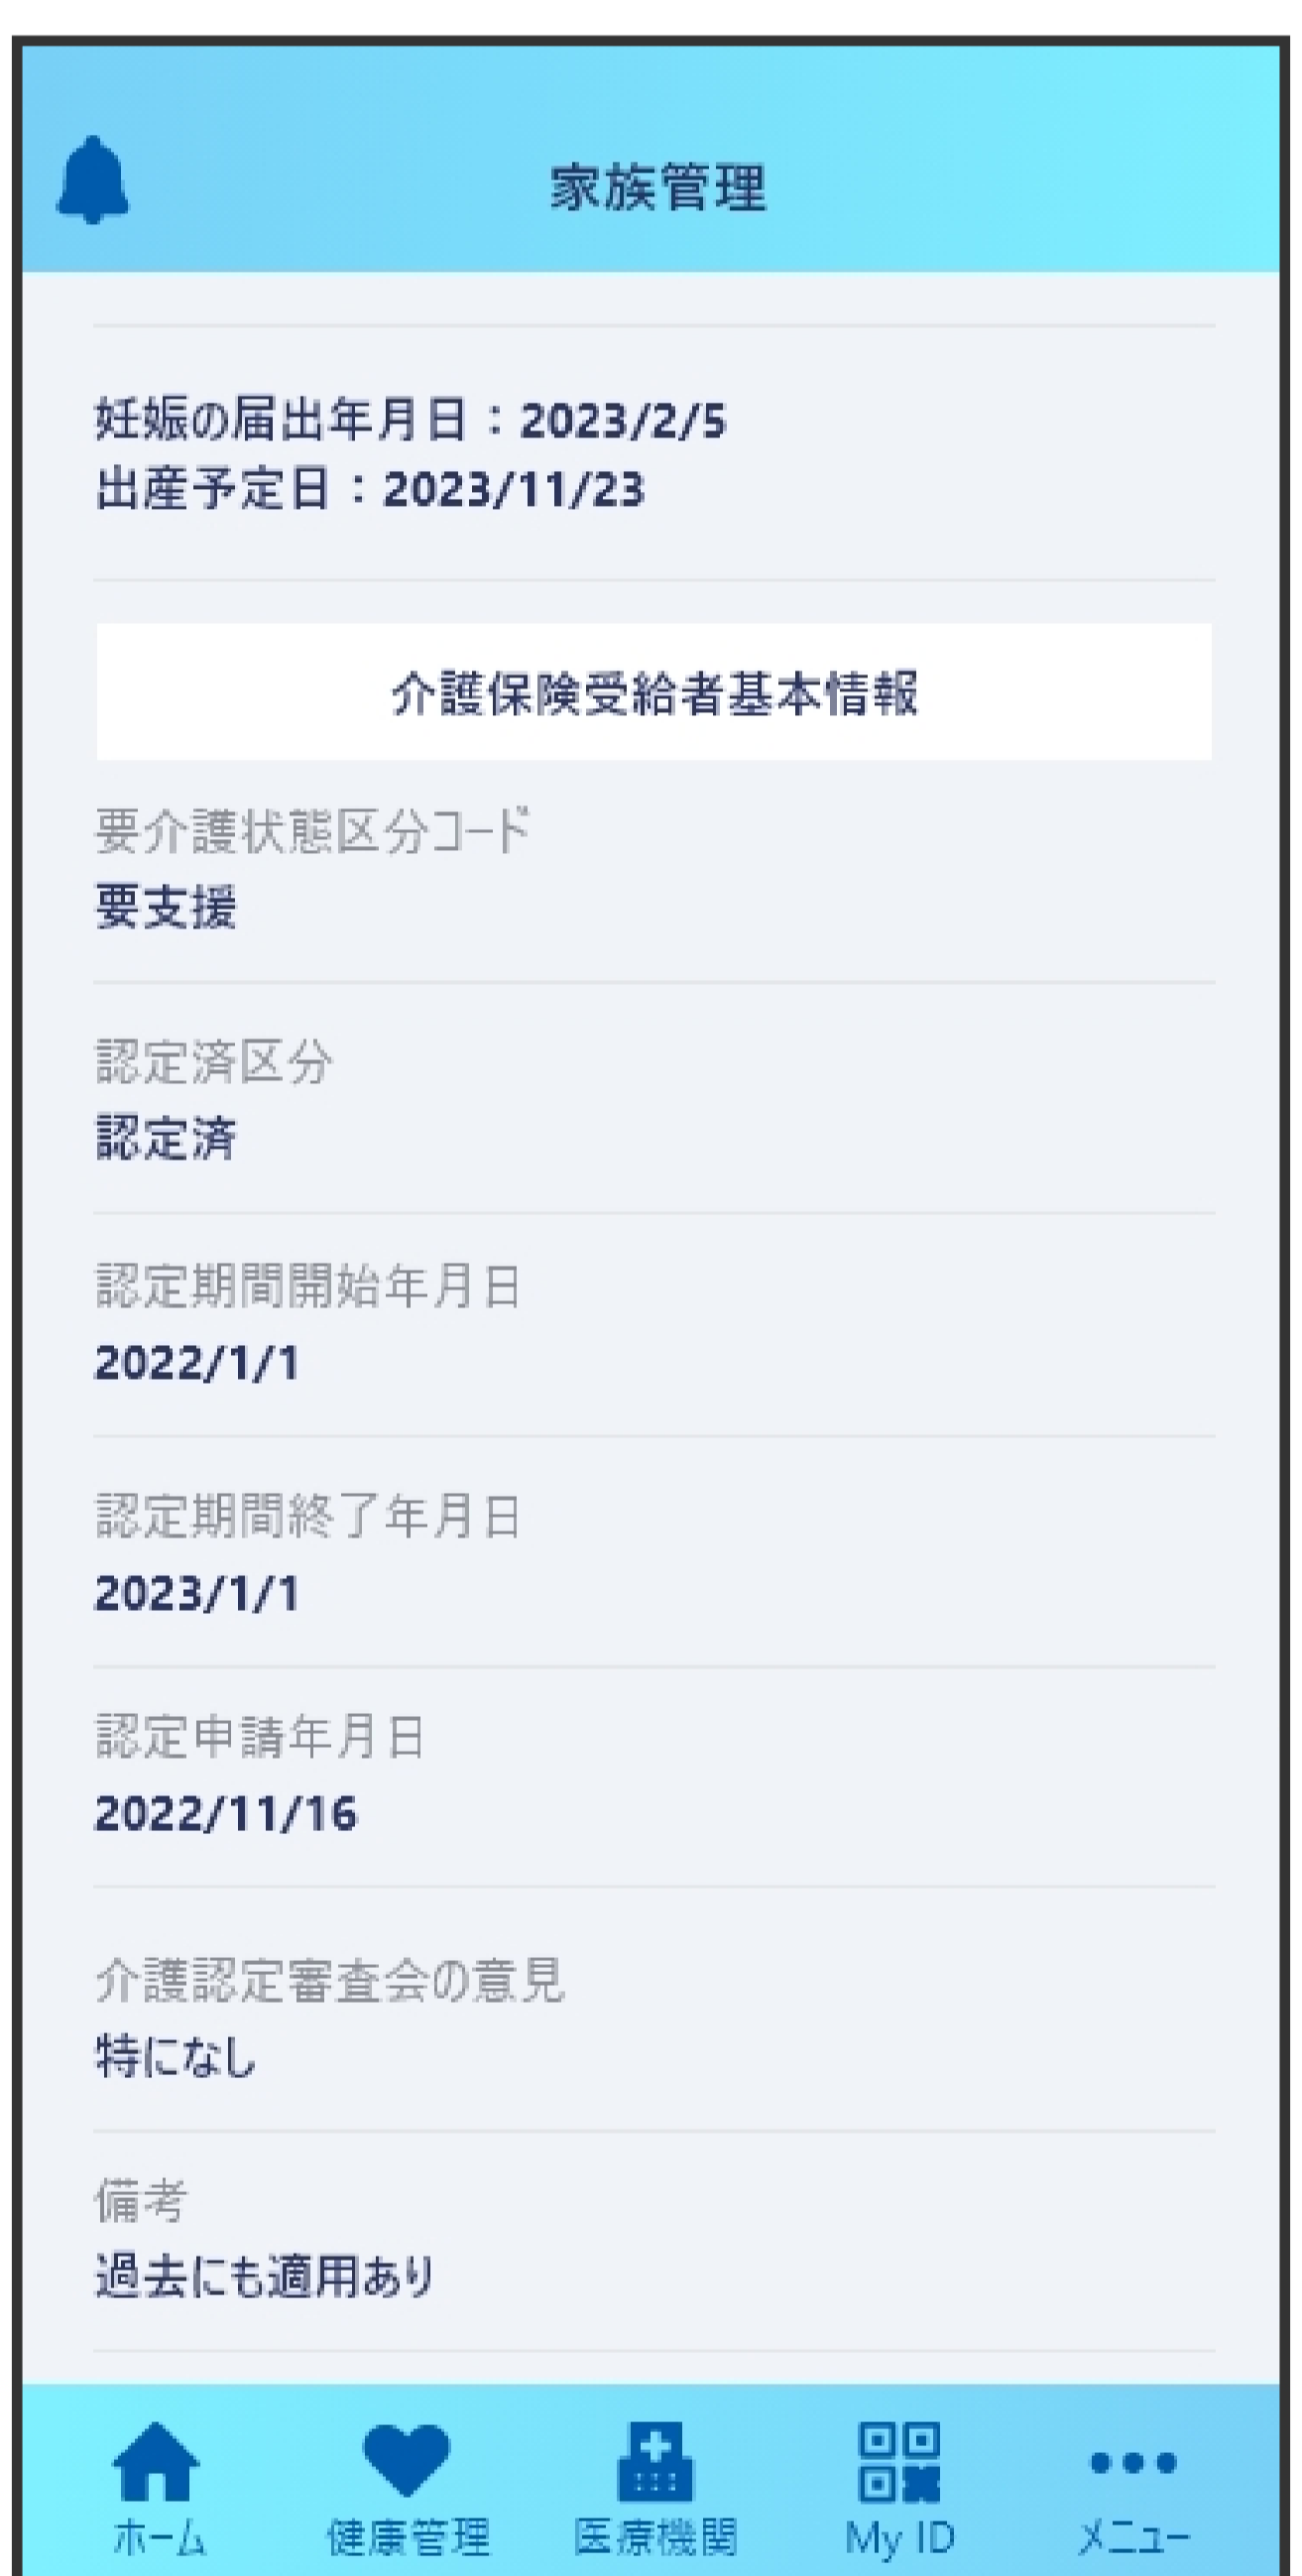 家族管理
妊娠の届出年月日：2023/2/5
出産予定日：2023/11/23
介護保険受給者基本情報
要介護状態区分コード
要支援
認定済区分
認定済
認定期間開始年月日
2022/1/1
認定期間終了年月日
2023/1/1
認定申請年月日
2022/11/16
介護認定審査会の意見
特になし
備考
過去にも適用あり
ホーム 健康管理 医療機関 My ID メニュー